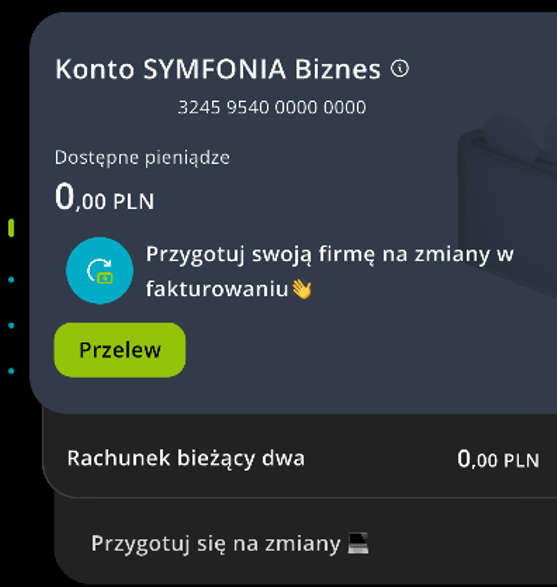 Konto SYMFONIA Biznes
3245 9540 0000 0000
Dostępne pieniądze
0,00 PLN
Przygotuj swoją firmę na zmiany w
fakturowaniu👋
Przelew
Rachunek bieżący dwa 0,00 PLN
Przygotuj się na zmiany 💻